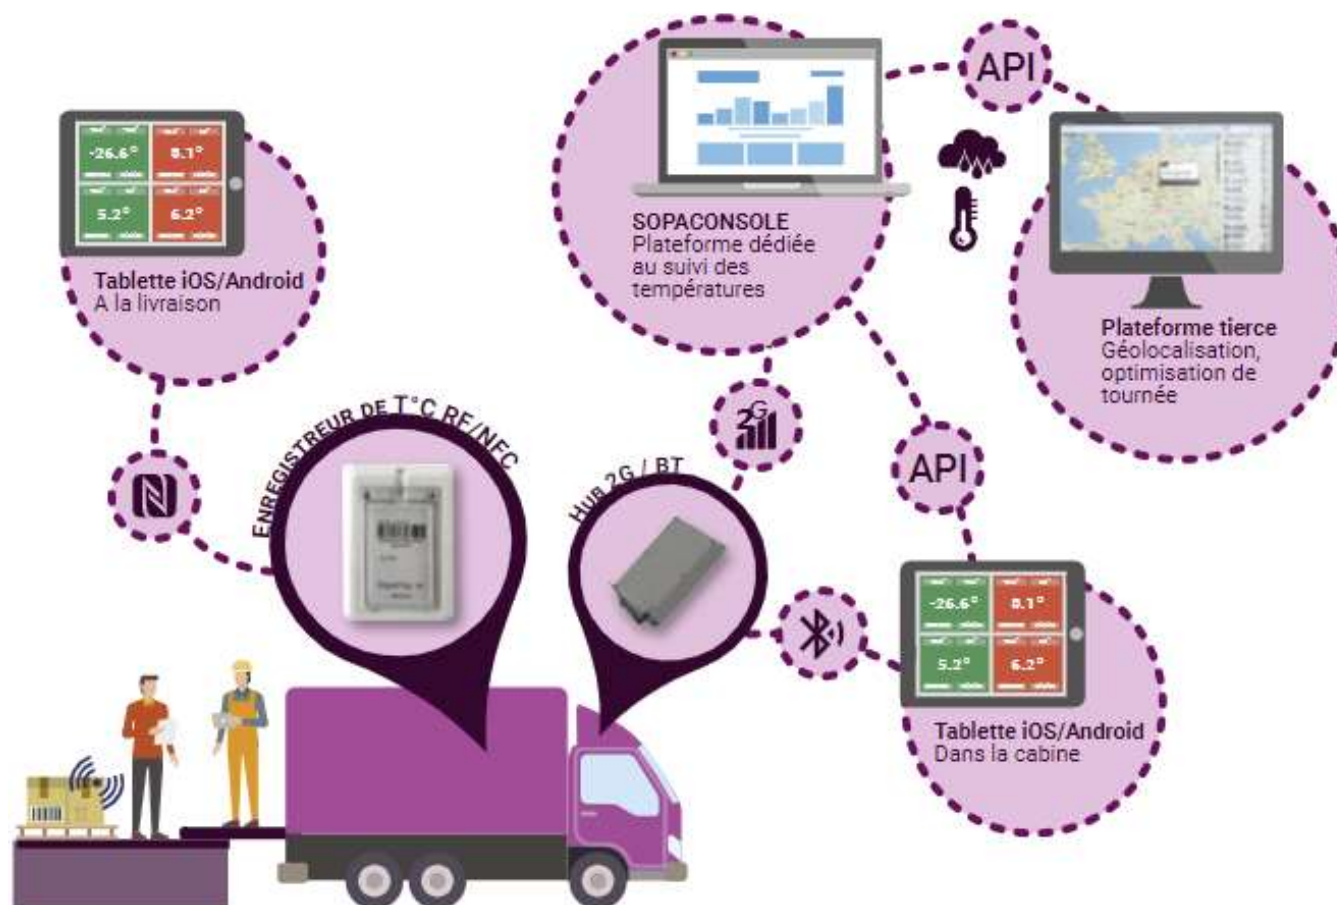 API
-26.6°
8.1°
5.2°
6.2°
Tablette iOS/Android
A la livraison
SOPACONSOLE
Plateforme dédiée
au suivi des
températures
Plateforme tierce
Géolocalisation,
optimisation de
tournée
2G
ENREGISTREUR DE T°C RF/NFC
HUB 2G / BT
API
-26.6°
8.1°
5.2°
6.2°
Tablette iOS/Android
Dans la cabine